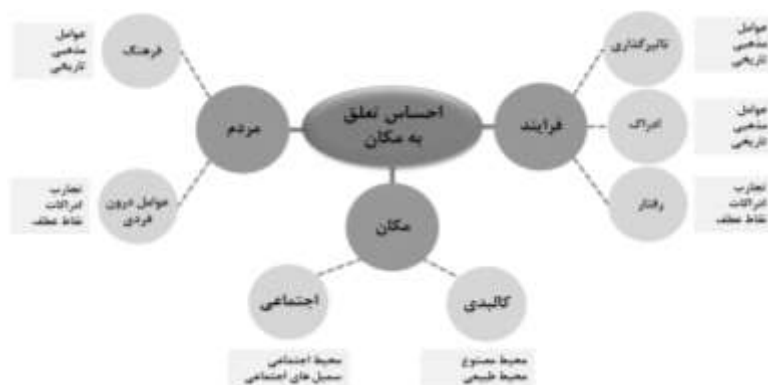 احساس تعلق
به مکان
فرایند
تاثیرگذاری
عوامل
مذهبی
تاریخی
ادراک
عوامل
مذهبی
تاریخی
رفتار
تجارب
ادراکات
نقاط عطف
مردم
فرهنگ
عوامل
مذهبی
تاریخی
عوامل درون
فردی
تجارب
ادراکات
نقاط عطف
مکان
کالبدی
محیط مصنوع
محیط طبیعی
اجتماعی
محیط اجتماعی
سمبل های اجتماعی